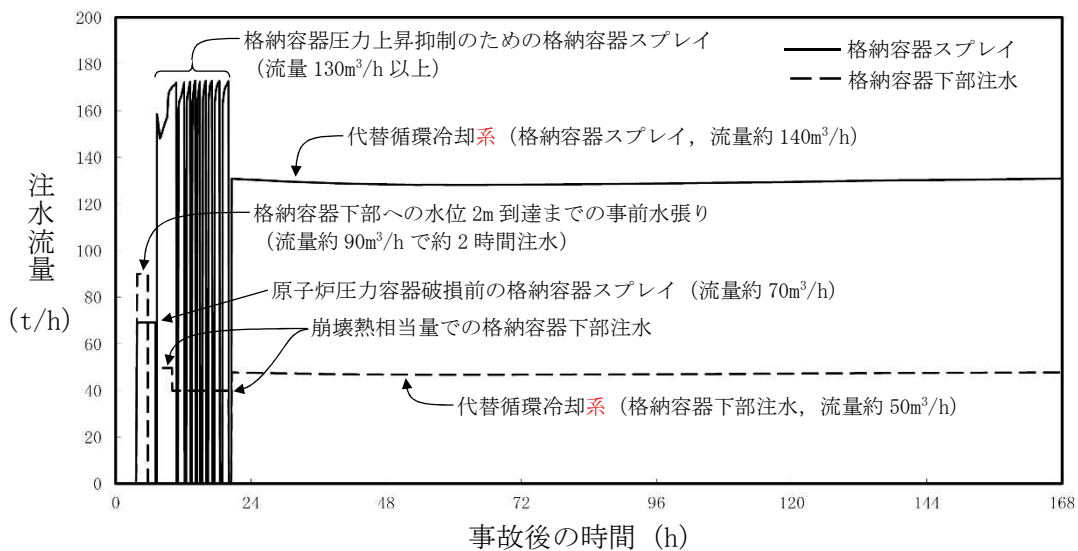 200
180
160
140
120
100
80
60
40
20
0
注水流量
(t/h)
格納容器圧力上昇抑制のための格納容器スプレイ
（流量 130m³/h 以上）
格納容器スプレイ
格納容器下部注水
代替循環冷却系（格納容器スプレイ，流量約 140m³/h）
格納容器下部への水位 2m 到達までの事前水張り
（流量約 90m³/h で約 2 時間注水）
原子炉圧力容器破損前の格納容器スプレイ（流量約 70m³/h）
崩壊熱相当量での格納容器下部注水
代替循環冷却系（格納容器下部注水，流量約 50m³/h）
0 24 48 72 96 120 144 168
事故後の時間（h）